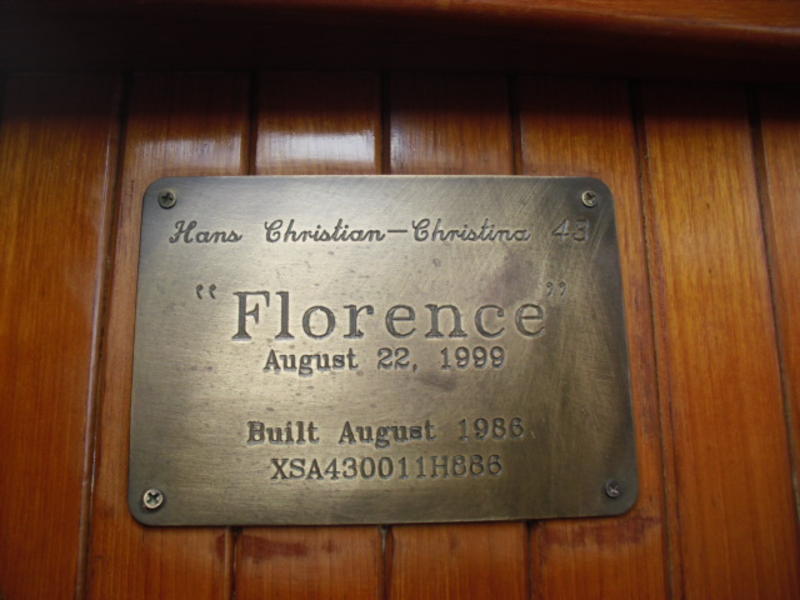 Hans Christian-Christina 43
"Florence"
August 22, 1999
Built August 1986
XSA430011H886